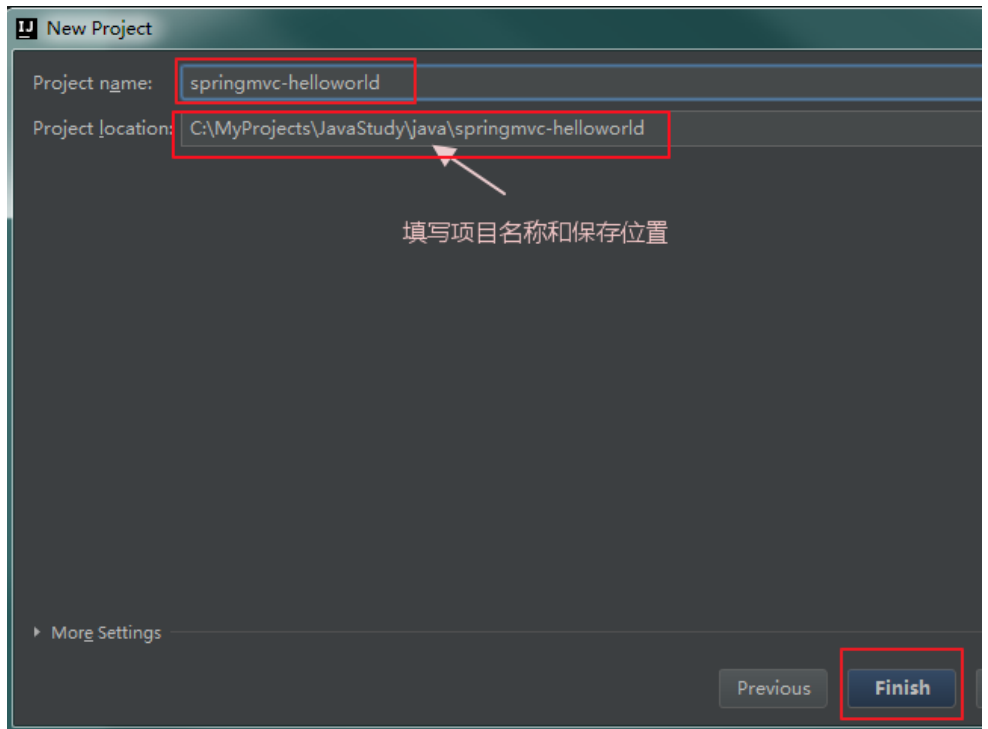 IJ New Project
Project name: springmvc-helloworld
Project location: C:\MyProjects\JavaStudy\java\springmvc-helloworld
填写项目名称和保存位置
More Settings
Previous Finish